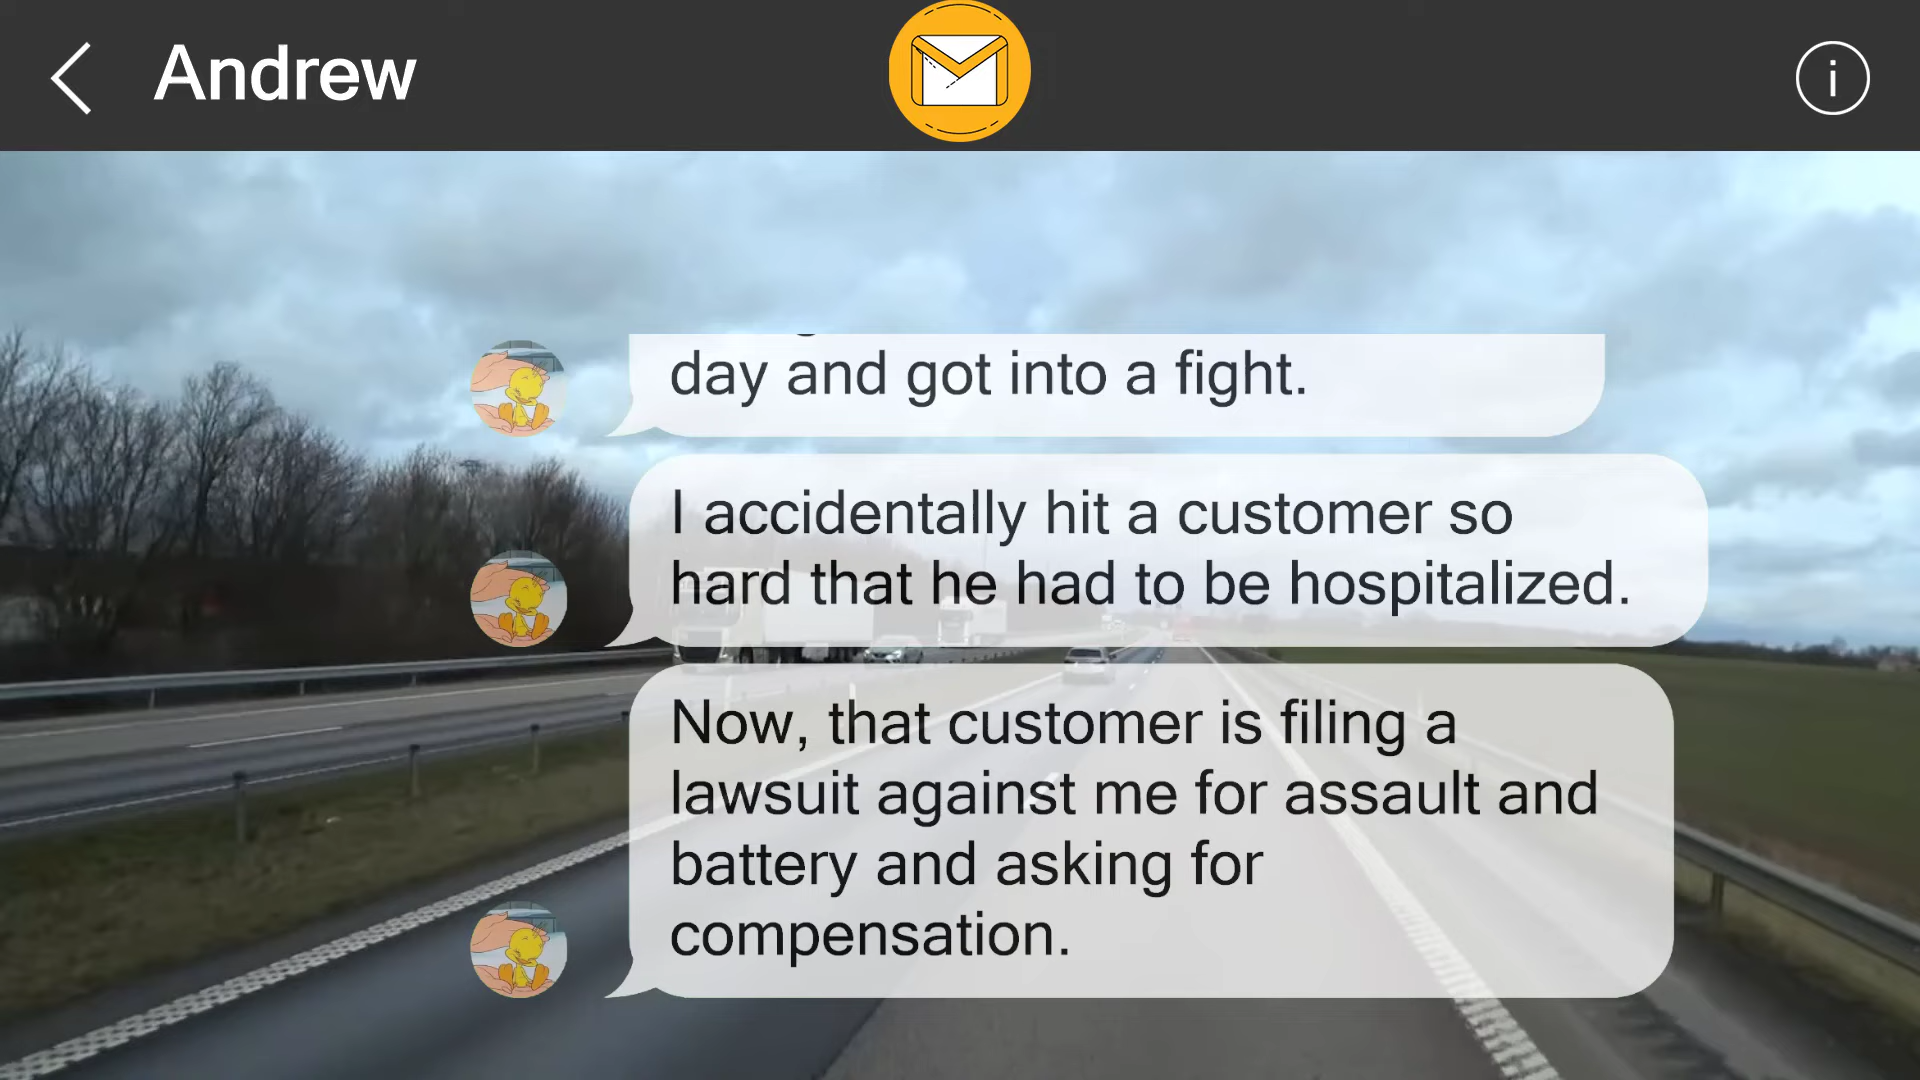 Andrew
day and got into a fight.
I accidentally hit a customer so
hard that he had to be hospitalized.
Now, that customer is filing a
lawsuit against me for assault and
battery and asking for
compensation.